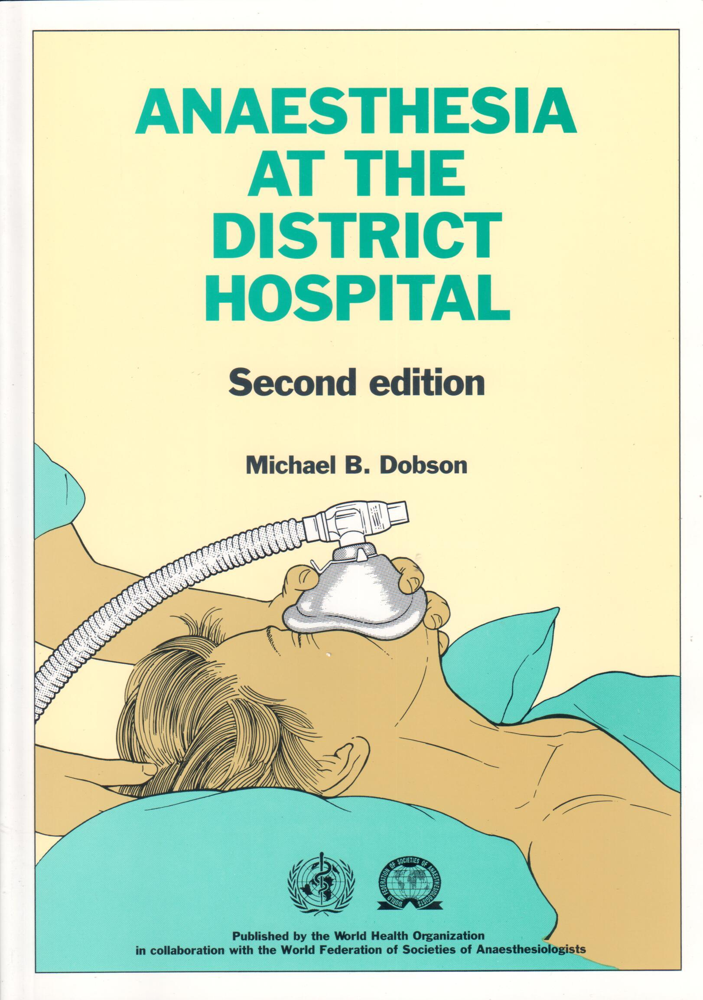 ANAESTHESIA
AT THE
DISTRICT
HOSPITAL
Second edition
Michael B. Dobson
WORLD FEDERATION OF SOCIETIES OF ANAESTHESIOLOGISTS
Published by the World Health Organization
in collaboration with the World Federation of Societies of Anaesthesiologists